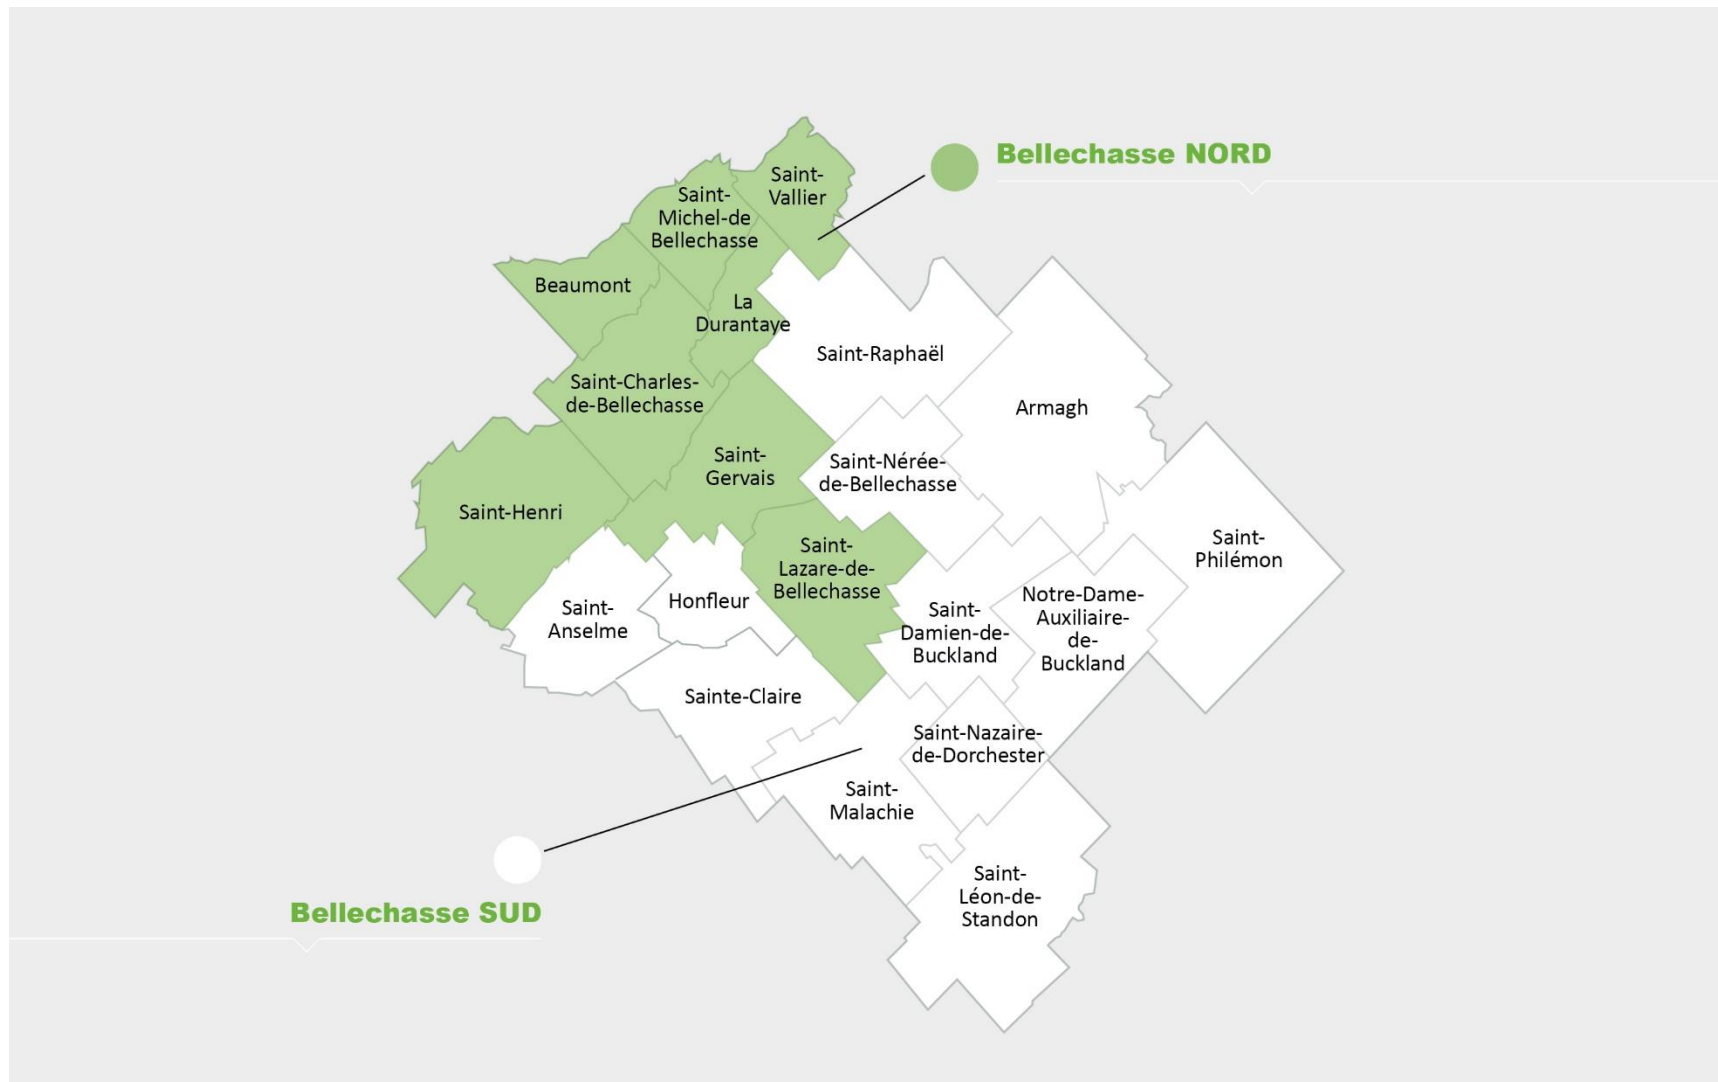 Bellechasse NORD
Saint-
Vallier
Saint-
Michel-de
Bellechasse
Beaumont
La
Durantaye
Saint-Raphaël
Saint-Charles-
de-Bellechasse
Armagh
Saint-
Gervais
Saint-Nérée-
de-Bellechasse
Saint-Henri
Saint-
Philémon
Saint-
Lazare-de-
Bellechasse
Honfleur
Saint-
Anselme
Saint-
Damien-de-
Buckland
Notre-Dame-
Auxiliaire-
de-
Buckland
Sainte-Claire
Saint-Nazaire-
de-Dorchester
Saint-
Malachie
Saint-
Léon-de-
Standon
Bellechasse SUD